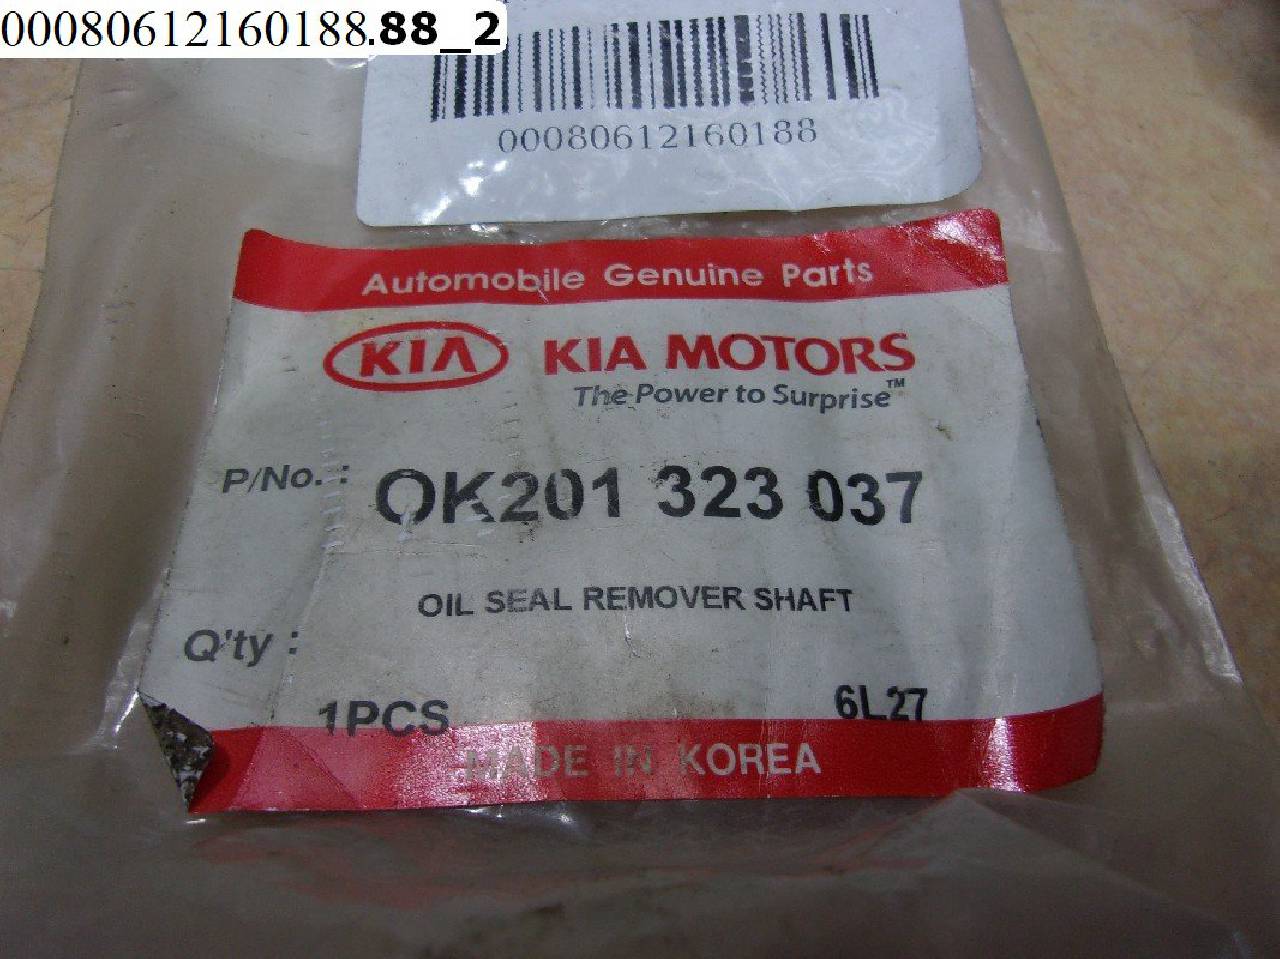 00080612160188.88_2
00080612160188
Automobile Genuine Parts
KIA KIA MOTORS
The Power to Surprise™
P/No. : OK201 323 037
OIL SEAL REMOVER SHAFT
Q'ty :
1PCS 6L27
MADE IN KOREA